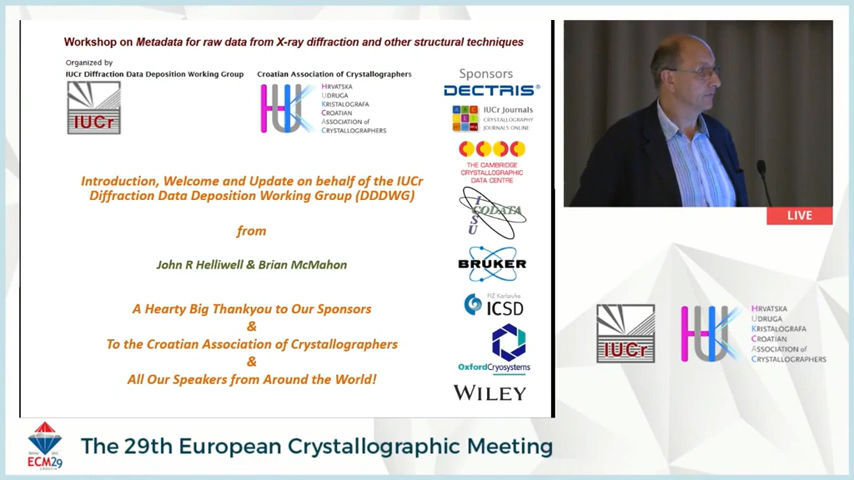 Workshop on Metadata for raw data from X-ray diffraction and other structural techniques
Organized by
IUCr Diffraction Data Deposition Working Group
Croatian Association of Crystallographers
IUCr
HRVATSKA
UDRUGA
KRISTALOGRAFA
CROATIAN
ASSOCIATION of
CRYSTALLOGRAPHERS
Sponsors
DECTRIS®
IUCr Journals
CRYSTALLOGRAPHY
JOURNALS ONLINE
THE CAMBRIDGE
CRYSTALLOGRAPHIC
DATA CENTRE
CODATA
BRUKER
FIZ Karlsruhe
ICSD
OxfordCryosystems
WILEY
Introduction, Welcome and Update on behalf of the IUCr
Diffraction Data Deposition Working Group (DDDWG)
from
John R Helliwell & Brian McMahon
A Hearty Big Thankyou to Our Sponsors
&
To the Croatian Association of Crystallographers
&
All Our Speakers from Around the World!
LIVE
IUCr
HRVATSKA
UDRUGA
KRISTALOGRAFA
CROATIAN
ASSOCIATION of
CRYSTALLOGRAPHERS
ECM29
The 29th European Crystallographic Meeting